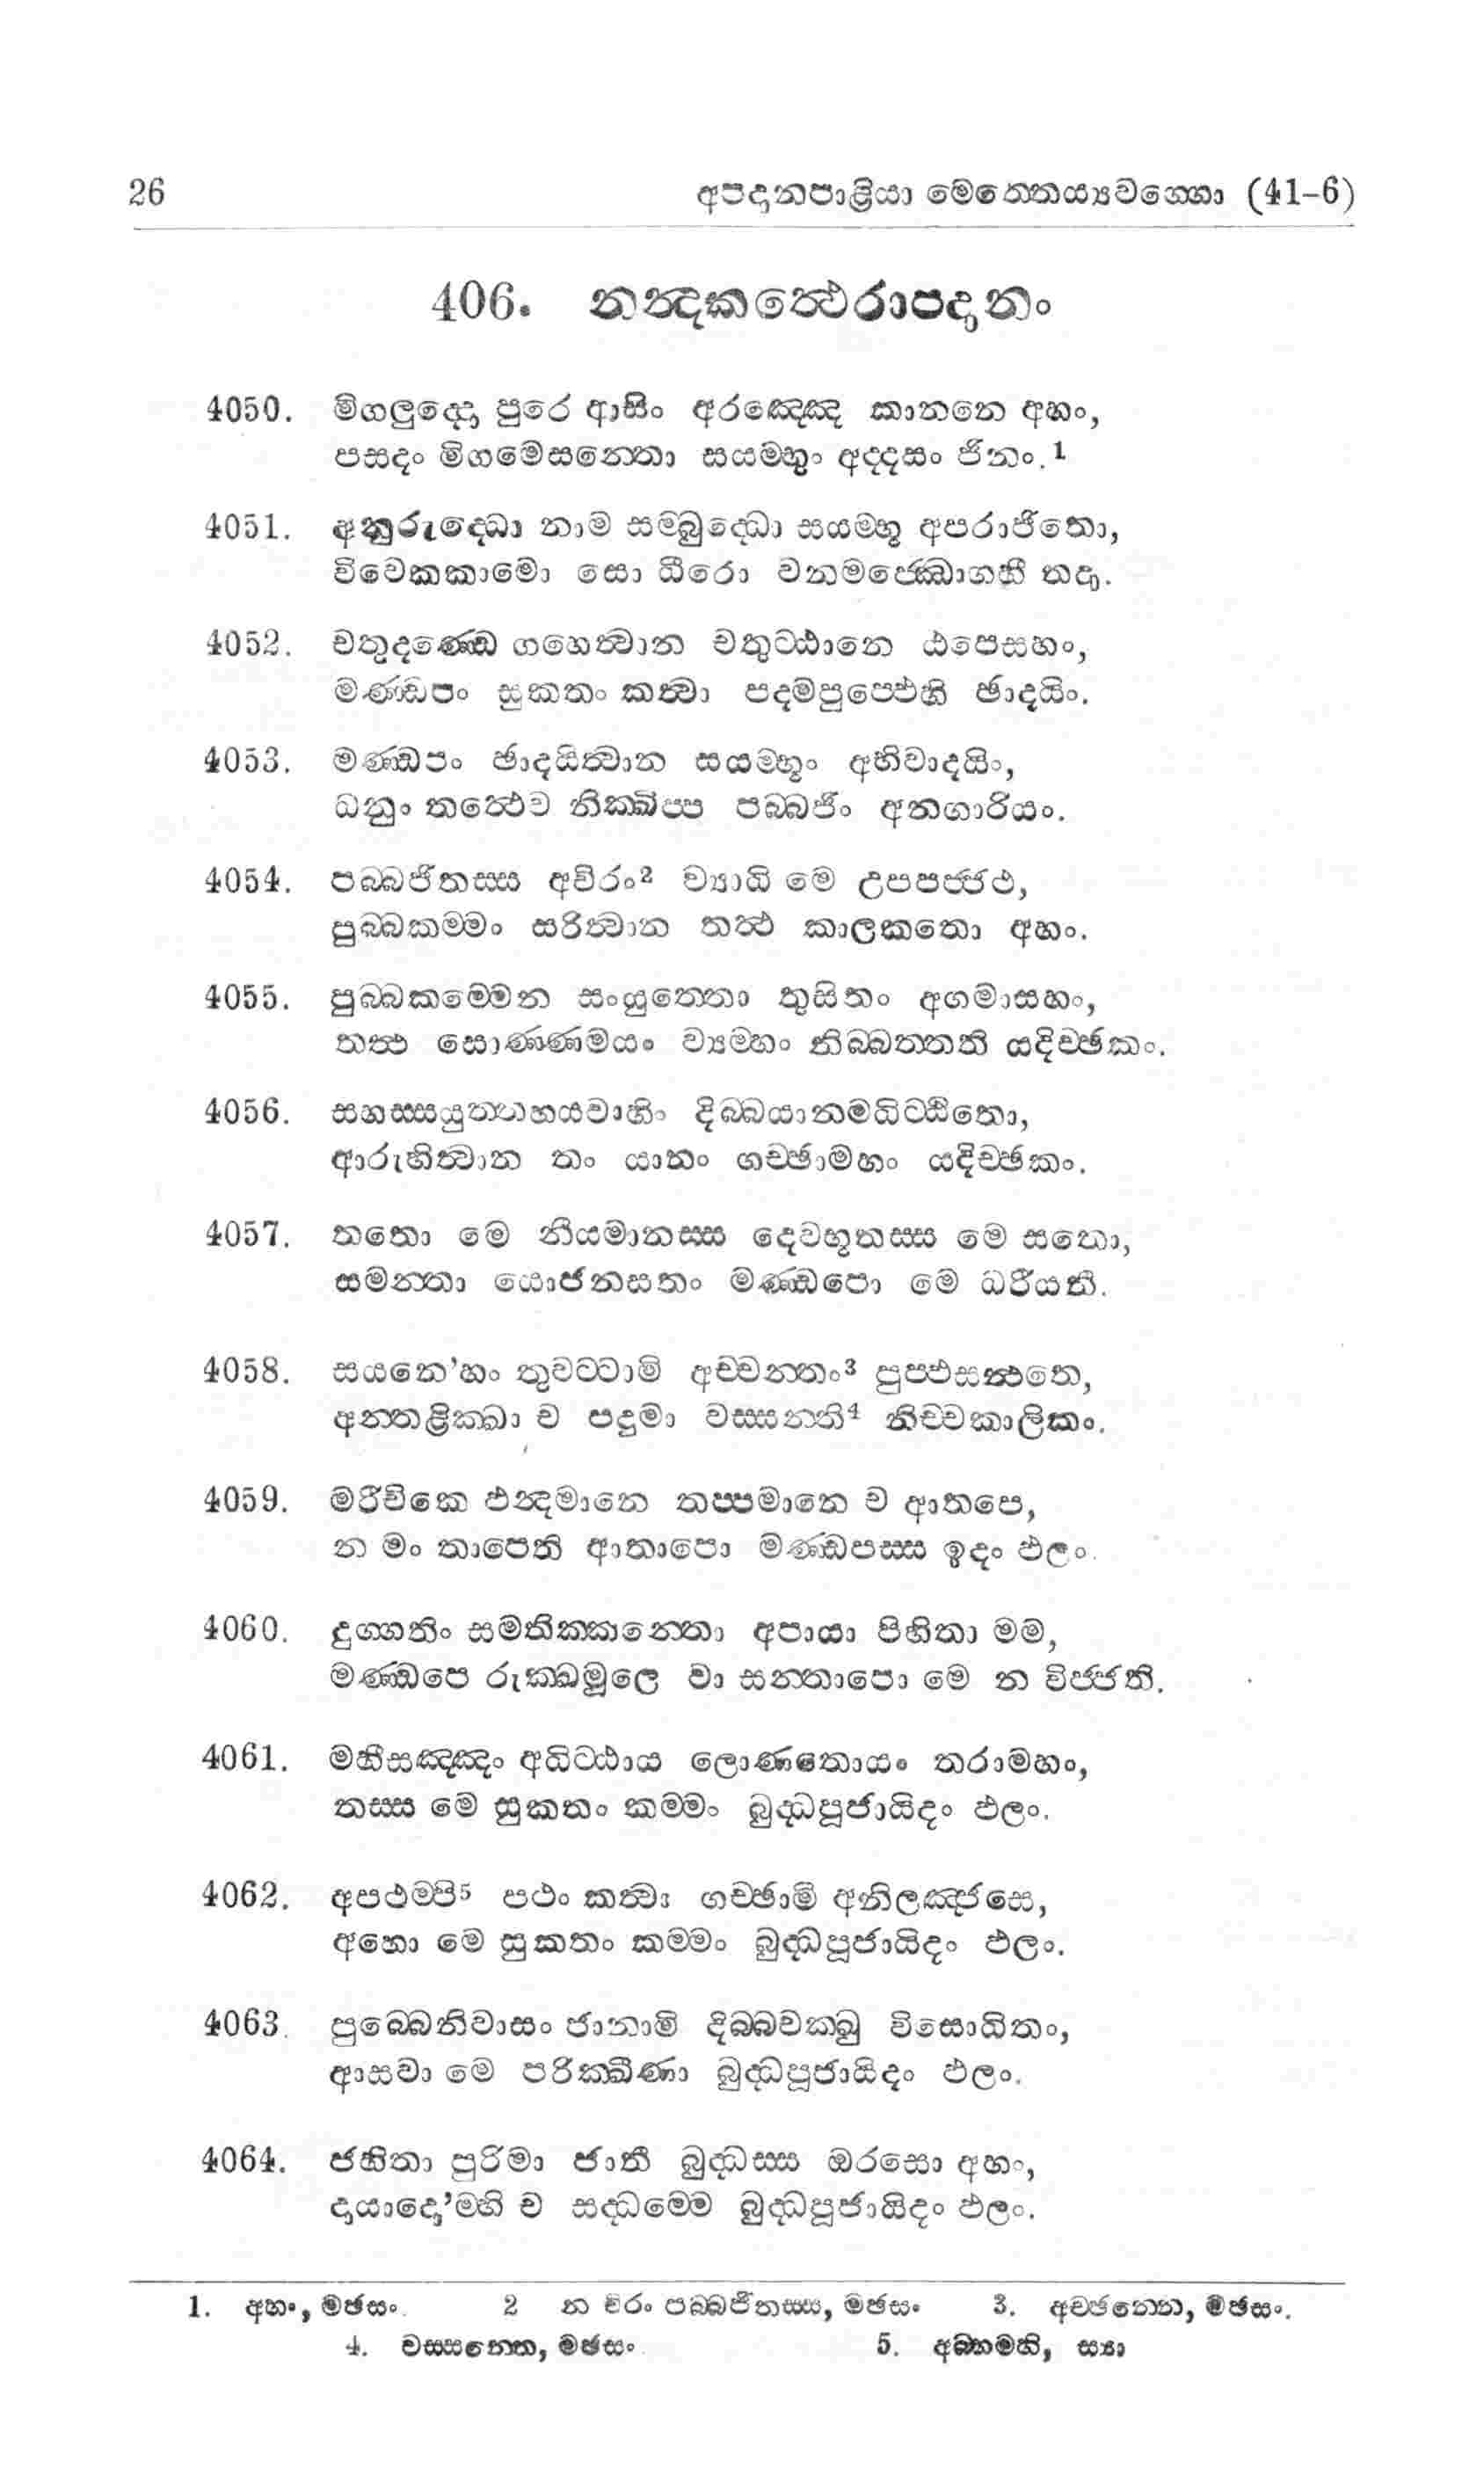 26 අපදානපාළියා මෙත්තෙය්‍යවග්ගො (41-6)
406. නන්දකත්ථෙරාපදානං
4050. මිගලුද්දො පුරෙ ආසිං අරඤ්ඤෙ කානනෙ අහං,
පසදං මිගමෙසන්තො සයම්භුං අද්දසං ජිනං.1
4051. අනුරුද්ධො නාම සම්බුද්ධො සයම්භූ අපරාජිතො,
විවෙකකාමො සො ධීරො වනමජ්ඣොගහී තදා.
4052. චතුදණ්ඩෙ ගහෙත්වාන චතුට්ඨානෙ ඨපෙසහං,
මණ්ඩපං සුකතං කත්වා පදමපුප්ඵෙහි ඡාදයිං.
4053. මණ්ඩපං ඡාදයිත්වාන සයම්භූං අභිවාදයිං,
ධනුං තත්ථෙව නික්ඛිප්ප පබ්බජිං අනගාරියං.
4054. පබ්බජිතස්ස අචිරං2 ව්‍යාධි මෙ උපපජ්ජථ,
පුබ්බකම්මං සරිත්වාන තත්ථ කාලකතො අහං.
4055. පුබ්බකම්මෙන සංයුත්තො තුසිතං අගමාසහං,
තත්ථ සොණ්ණමයං ව්‍යම්හං නිබ්බත්තති යදිච්ඡකං.
4056. සහස්සයුත්තහයවාහිං දිබ්බයානමධිට්ඨිතො,
ආරුහිත්වාන තං යානං ගච්ඡාමහං යදිච්ඡකං.
4057. තතො මෙ නීයමානස්ස දෙවභූතස්ස මෙ සතො,
සමන්තා යොජනසතං මණ්ඩපො මෙ ධරීයති.
4058. සයනෙ'හං තුවට්ටාමි අච්චන්තං3 පුප්ඵසන්ථතෙ,
අන්තළික්ඛා ච පදුමා වස්සන්ති4 නිච්චකාලිකං.
4059. මරීචිකෙ ඵන්දමානෙ තප්පමානෙ ච ආතපෙ,
න මං තාපෙති ආතාපො මණ්ඩපස්ස ඉදං ඵලං.
4060. දුග්ගතිං සමතික්කන්තො අපායා පිහිතා මම,
මණ්ඩපෙ රුක්ඛමූලෙ වා සන්තාපො මෙ න විජ්ජති.
4061. මහීසඤ්ඤං අධිට්ඨාය ලොණතොයං තරාමහං,
තස්ස මෙ සුකතං කම්මං බුද්ධපූජායිදං ඵලං.
4062. අපථම්පි5 පථං කත්වා ගච්ඡාමි අනිලඤ්ජසෙ,
අහො මෙ සුකතං කම්මං බුද්ධපූජායිදං ඵලං.
4063. පුබ්බෙනිවාසං ජානාමි දිබ්බචක්ඛු විසොධිතං,
ආසවා මෙ පරික්ඛීණා බුද්ධපූජායිදං ඵලං.
4064. ජහිතා පුරිමා ජාතී බුද්ධස්ස ඔරසො අහං,
දායාදො'ම්හි ච සද්ධම්මෙ බුද්ධපූජායිදං ඵලං.
1. අහං, මඡසං. 2 න චිරං පබ්බජිතස්ස, මඡසං 3. අච්ඡන්නෙ, මඡසං.
4. වස්සන්තෙ, මඡසං. 5. අබ්භම්හි, ස්‍යා